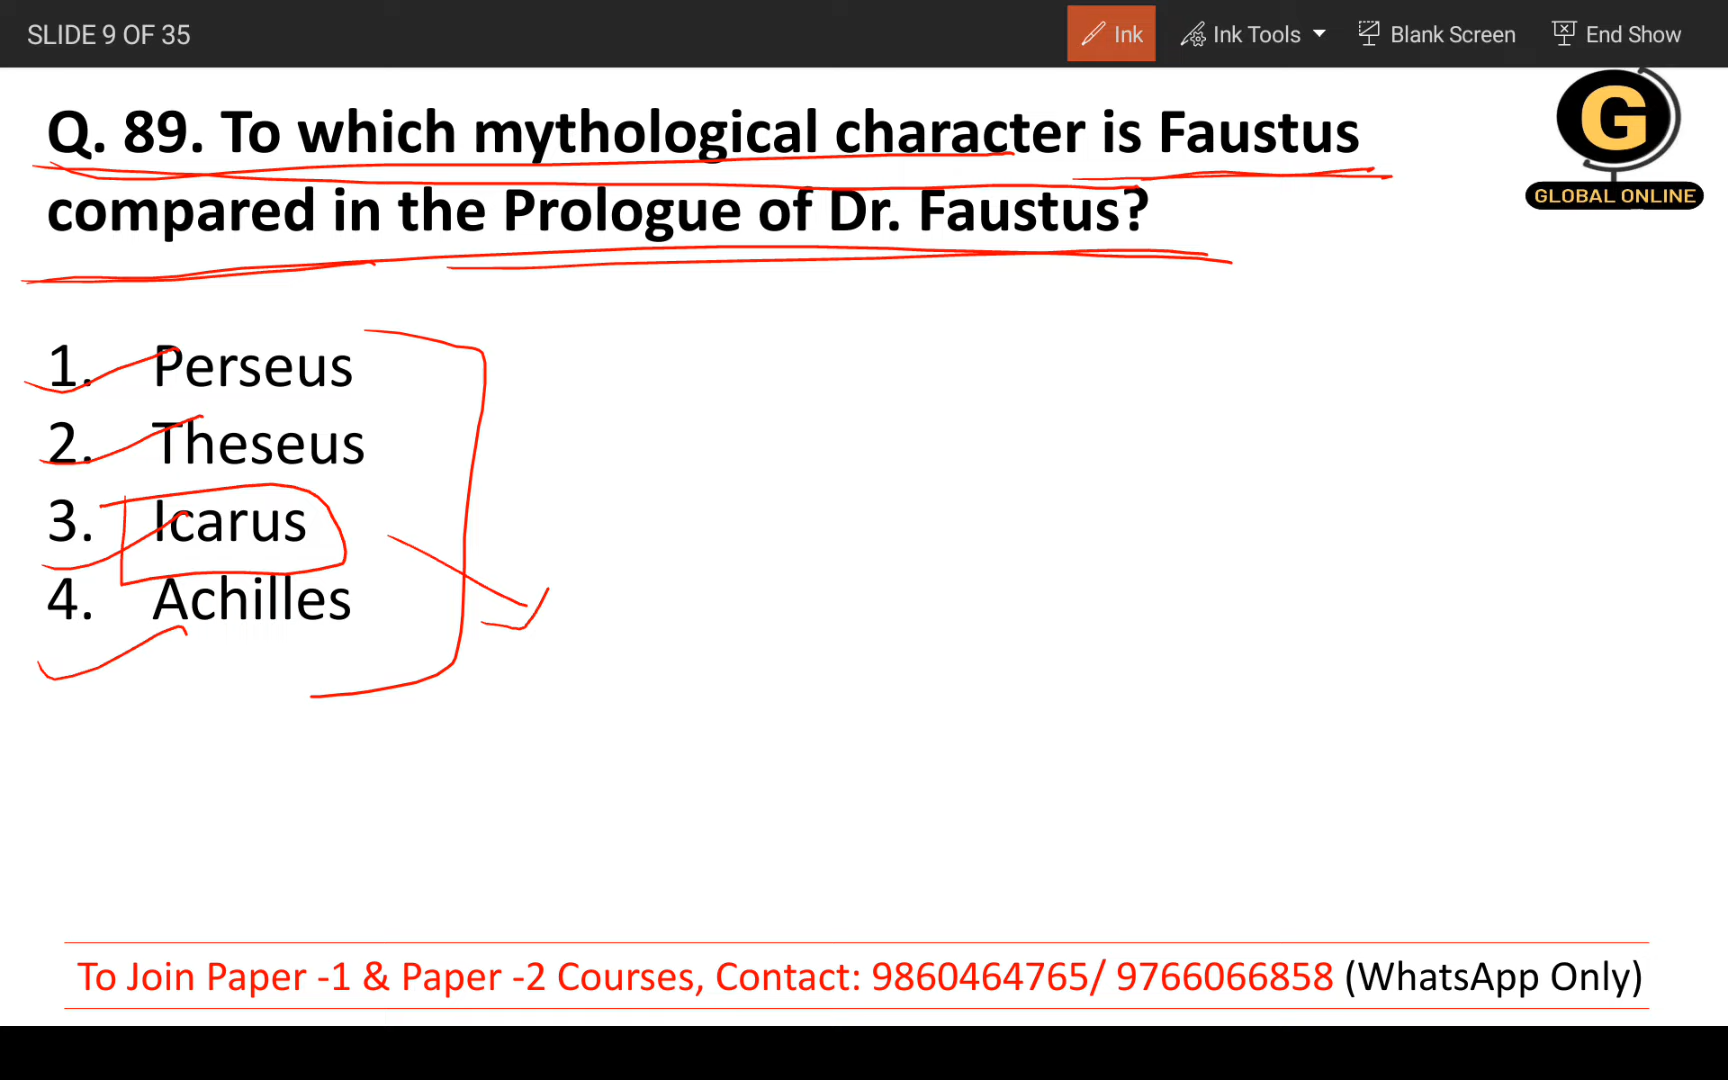 SLIDE 9 OF 35
Ink
Ink Tools
Blank Screen
End Show
Q. 89. To which mythological character is Faustus
compared in the Prologue of Dr. Faustus?
G
GLOBAL ONLINE
1. Perseus
2. Theseus
3. Icarus
4. Achilles
To Join Paper -1 & Paper -2 Courses, Contact: 9860464765/ 9766066858 (WhatsApp Only)